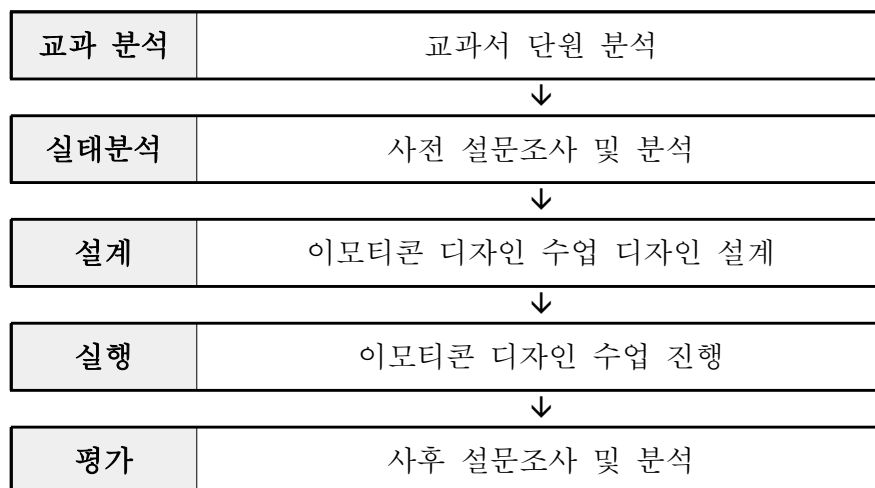 교과 분석 교과서 단원 분석
↓
실태분석 사전 설문조사 및 분석
↓
설계 이모티콘 디자인 수업 디자인 설계
↓
실행 이모티콘 디자인 수업 진행
↓
평가 사후 설문조사 및 분석